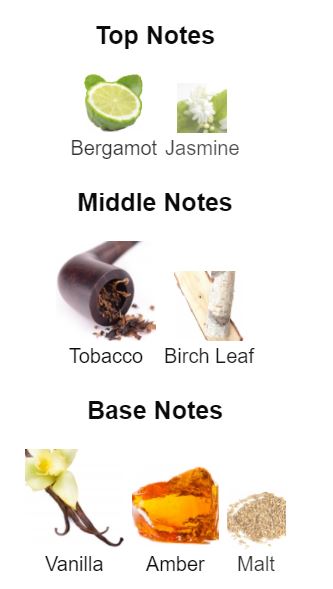 Top Notes
Bergamot Jasmine
Middle Notes
Tobacco Birch Leaf
Base Notes
Vanilla Amber Malt